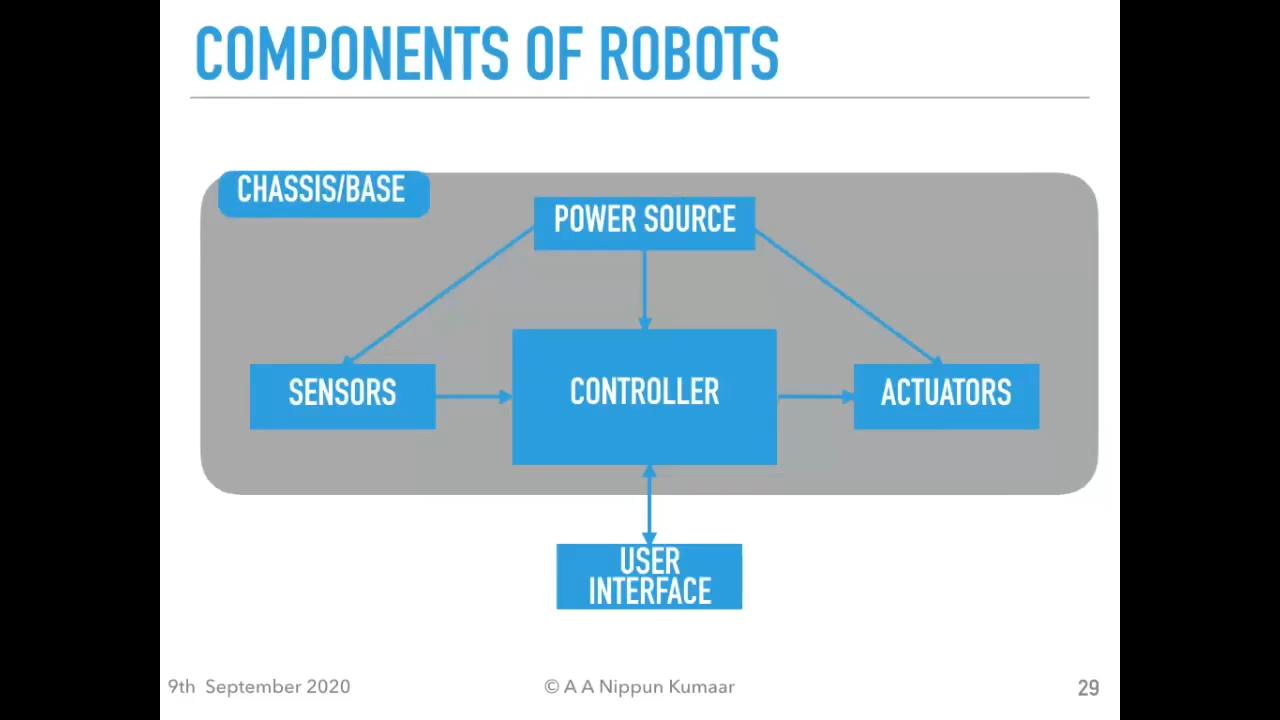 COMPONENTS OF ROBOTS
CHASSIS/BASE
POWER SOURCE
SENSORS
CONTROLLER
ACTUATORS
USER
INTERFACE
9th September 2020
© A A Nippun Kumaar
29